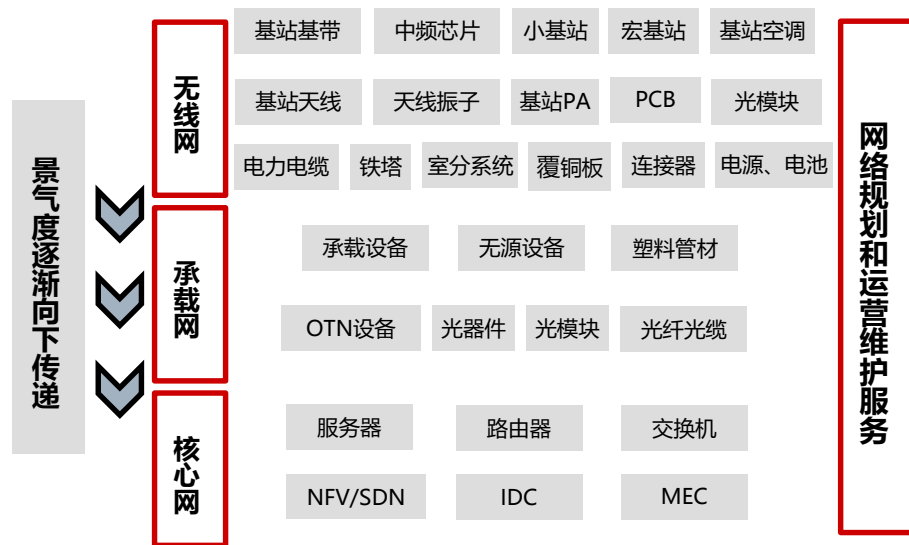 景气度逐渐向下传递
无线网
基站基带 中频芯片 小基站 宏基站 基站空调
基站天线 天线振子 基站PA PCB 光模块
电力电缆 铁塔 室分系统 覆铜板 连接器 电源、电池
承载网
承载设备 无源设备 塑料管材
OTN设备 光器件 光模块 光纤光缆
核心网
服务器 路由器 交换机
NFV/SDN IDC MEC
网络规划和运营维护服务